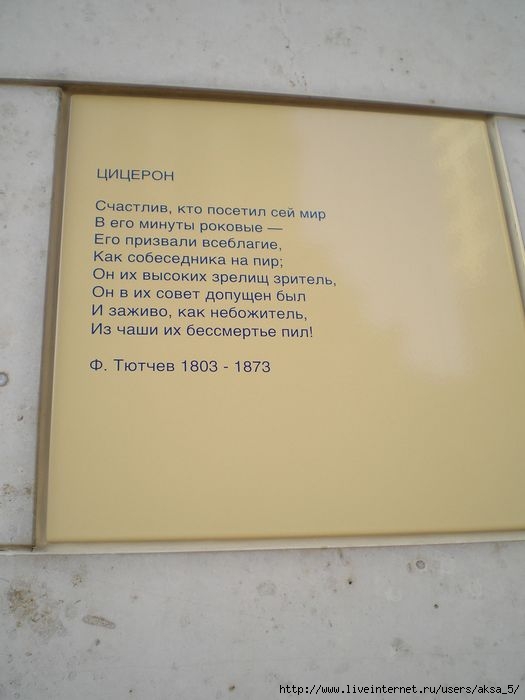 ЦИЦЕРОН
Счастлив, кто посетил сей мир
В его минуты роковые —
Его призвали всеблагие,
Как собеседника на пир;
Он их высоких зрелищ зритель,
Он в их совет допущен был
И заживо, как небожитель,
Из чаши их бессмертье пил!
Ф. Тютчев 1803 - 1873
http://www.liveinternet.ru/users/aksa_5/